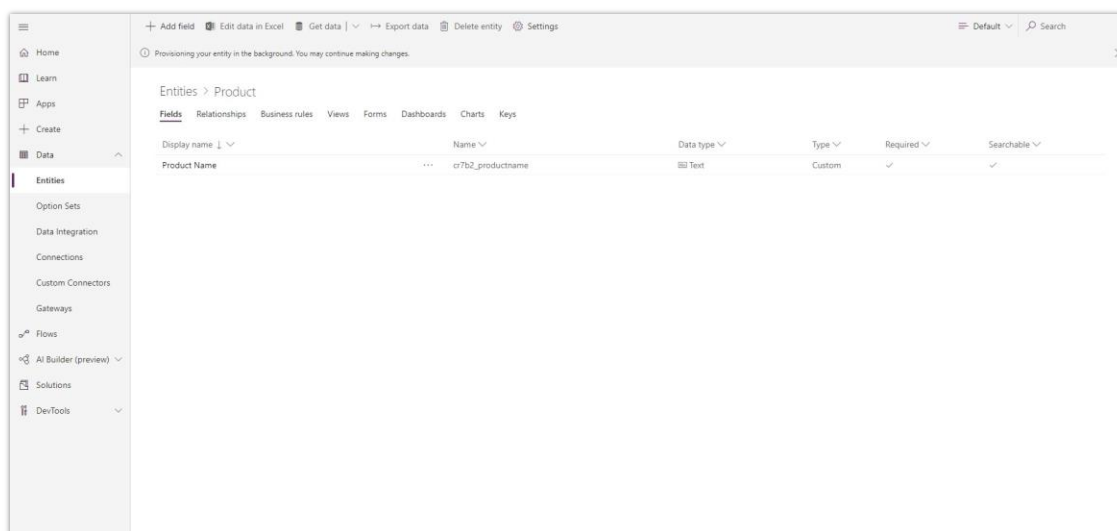 Add field Edit data in Excel Get data Export data Delete entity Settings Default Search
Home
Provisioning your entity in the background. You may continue making changes.
Learn
Apps
Create
Data
Entities
Option Sets
Data Integration
Connections
Custom Connectors
Gateways
Flows
AI Builder (preview)
Solutions
DevTools
Entities > Product
Fields Relationships Business rules Views Forms Dashboards Charts Keys
Display name Name Data type Type Required Searchable
Product Name ... cr7b2_productname Text Custom